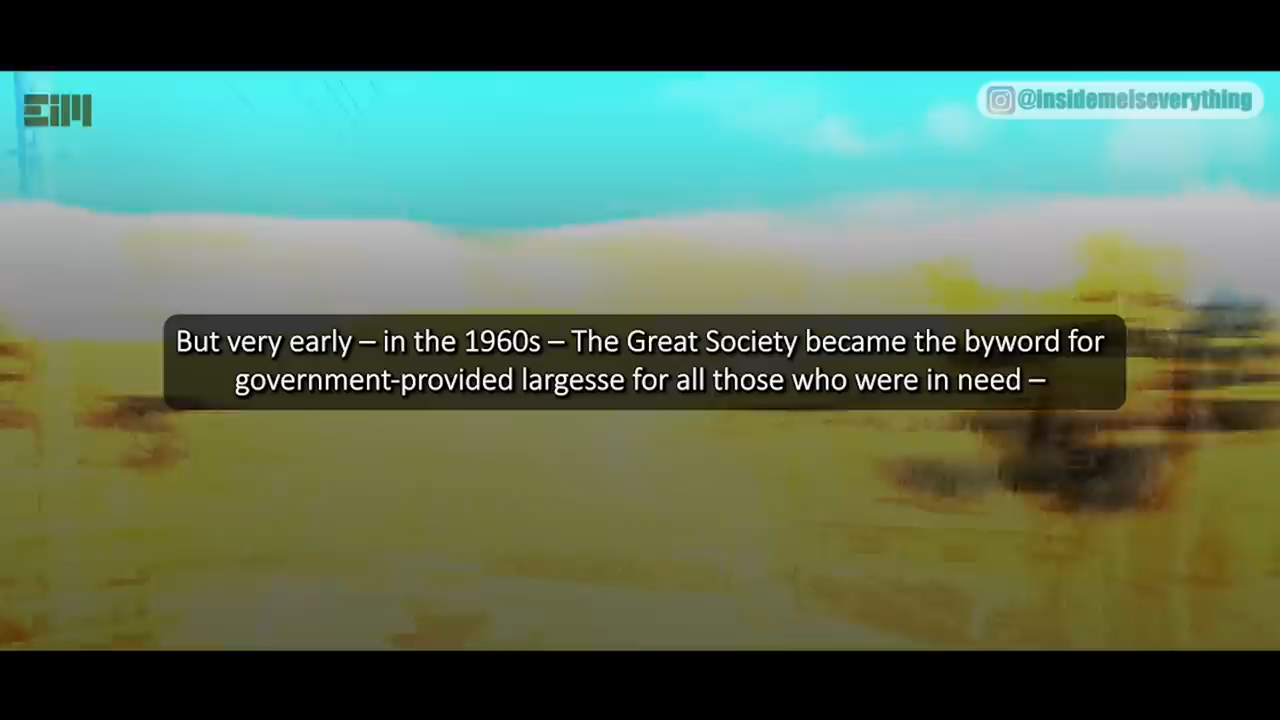 EiM
@insidemeiseverything
But very early – in the 1960s – The Great Society became the byword for
government-provided largesse for all those who were in need –